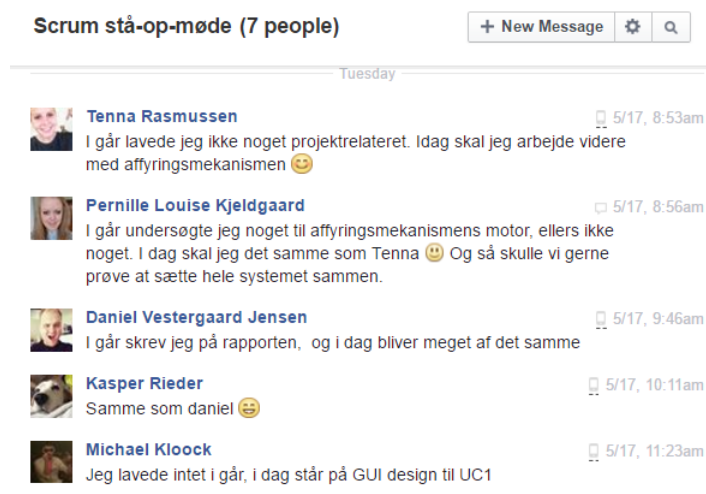 Scrum stå-op-møde (7 people)
New Message
Tuesday
Tenna Rasmussen
5/17, 8:53am
I går lavede jeg ikke noget projektrelateret. Idag skal jeg arbejde videre
med affyringsmekanismen
Pernille Louise Kjeldgaard
5/17, 8:56am
I går undersøgte jeg noget til affyringsmekanismens motor, ellers ikke
noget. I dag skal jeg det samme som Tenna Og så skulle vi gerne
prøve at sætte hele systemet sammen.
Daniel Vestergaard Jensen
5/17, 9:46am
I går skrev jeg på rapporten,  og i dag bliver meget af det samme
Kasper Rieder
5/17, 10:11am
Samme som daniel
Michael Kloock
5/17, 11:23am
Jeg lavede intet i går, i dag står på GUI design til UC1